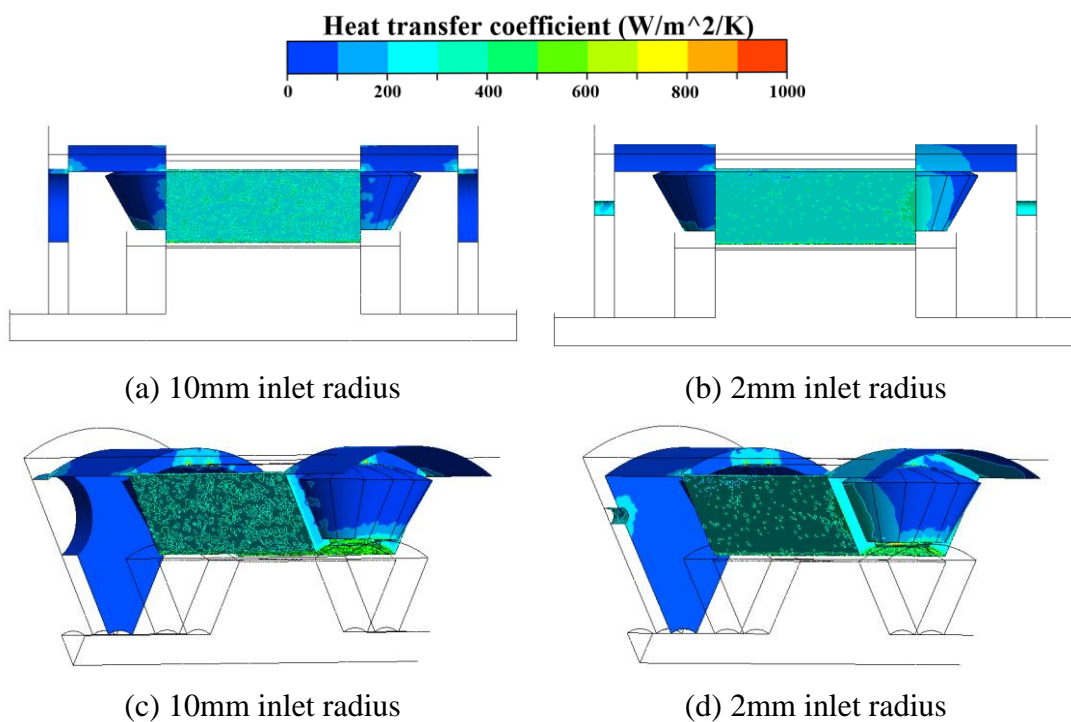 Heat transfer coefficient (W/m^2/K)
0 200 400 600 800 1000
(a) 10mm inlet radius
(b) 2mm inlet radius
(c) 10mm inlet radius
(d) 2mm inlet radius